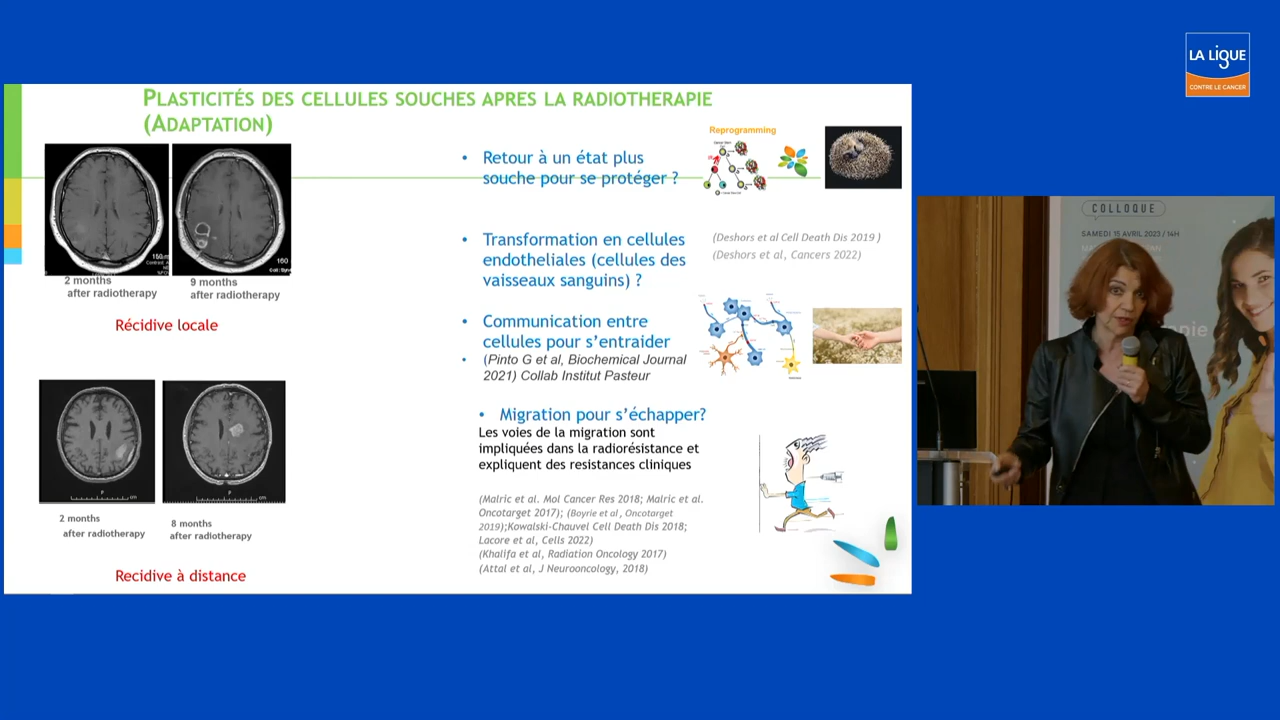 LA LIGUE
CONTRE LE CANCER
PLASTICITÉS DES CELLULES SOUCHES APRES LA RADIOTHERAPIE
(ADAPTATION)
2 months
after radiotherapy
9 months
after radiotherapy
Récidive locale
2 months
after radiotherapy
8 months
after radiotherapy
Recidive à distance
• Retour à un état plus
souche pour se protéger ?
Reprogramming
• Transformation en cellules
endotheliales (cellules des
vaisseaux sanguins) ?
(Deshors et al Cell Death Dis 2019 )
(Deshors et al, Cancers 2022)
• Communication entre
cellules pour s'entraider
• (Pinto G et al, Biochemical Journal
2021) Collab Institut Pasteur
• Migration pour s'échapper?
Les voies de la migration sont
impliquées dans la radiorésistance et
expliquent des resistances cliniques
(Malric et al. Mol Cancer Res 2018; Malric et al.
Oncotarget 2017); (Boyrie et al, Oncotarget
2019);Kowalski-Chauvel Cell Death Dis 2018;
Lacore et al, Cells 2022)
(Khalifa et al, Radiation Oncology 2017)
(Attal et al, J Neurooncology, 2018)
COLLOQUE
SAMEDI 15 AVRIL 2023 / 14H